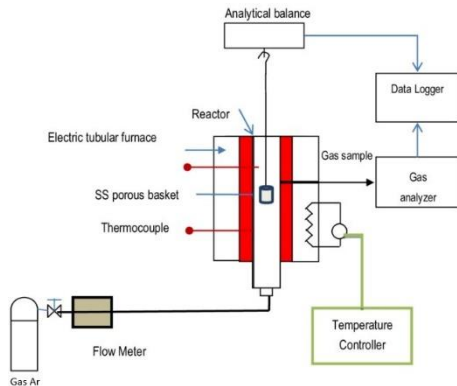 Analytical balance
Reactor
Data Logger
Electric tubular furnace
Gas sample
SS porous basket
Gas
analyzer
Thermocouple
Temperature
Controller
Flow Meter
Gas Ar